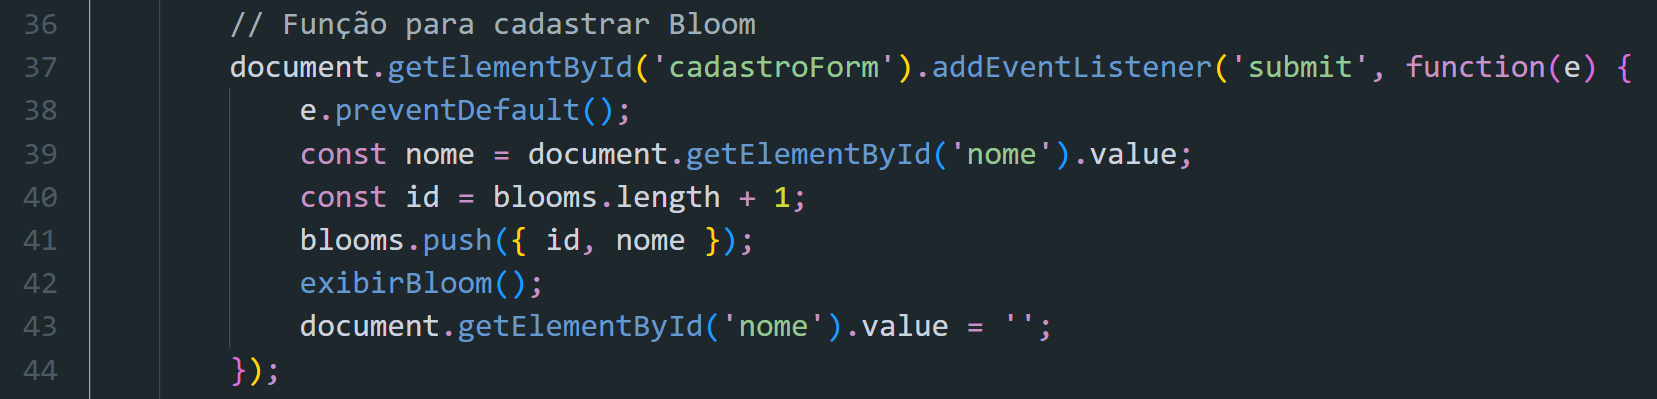 36 // Função para cadastrar Bloom
37 document.getElementById('cadastroForm').addEventListener('submit', function(e) {
38 e.preventDefault();
39 const nome = document.getElementById('nome').value;
40 const id = blooms.length + 1;
41 blooms.push({ id, nome });
42 exibirBloom();
43 document.getElementById('nome').value = '';
44 });